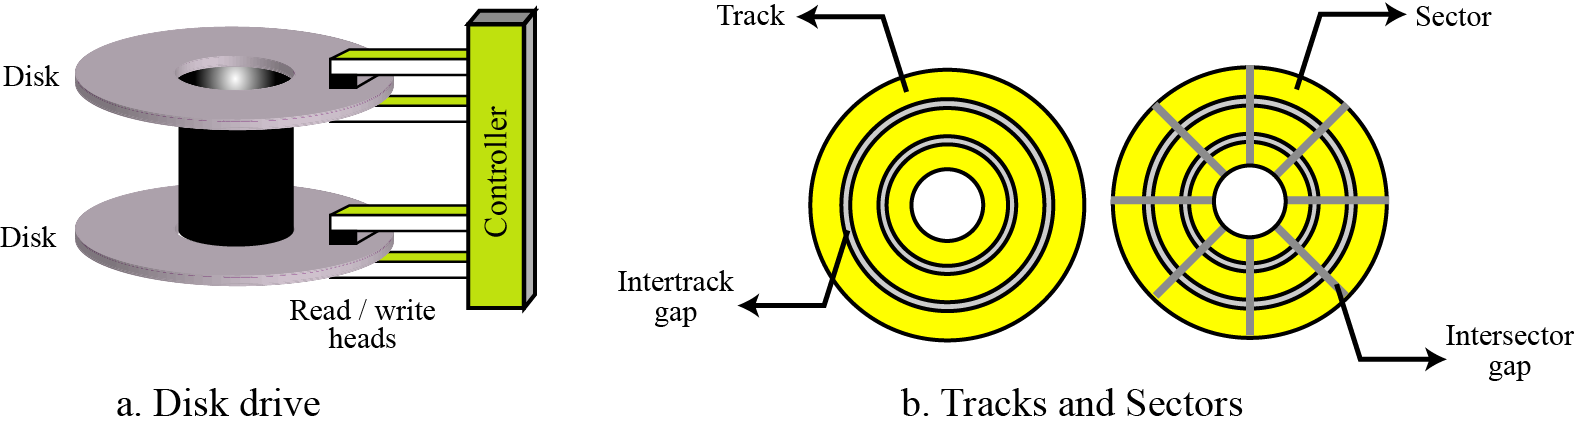 Disk
Disk
Controller
Read / write
heads
a. Disk drive
Track
Intertrack
gap
Sector
Intersector
gap
b. Tracks and Sectors